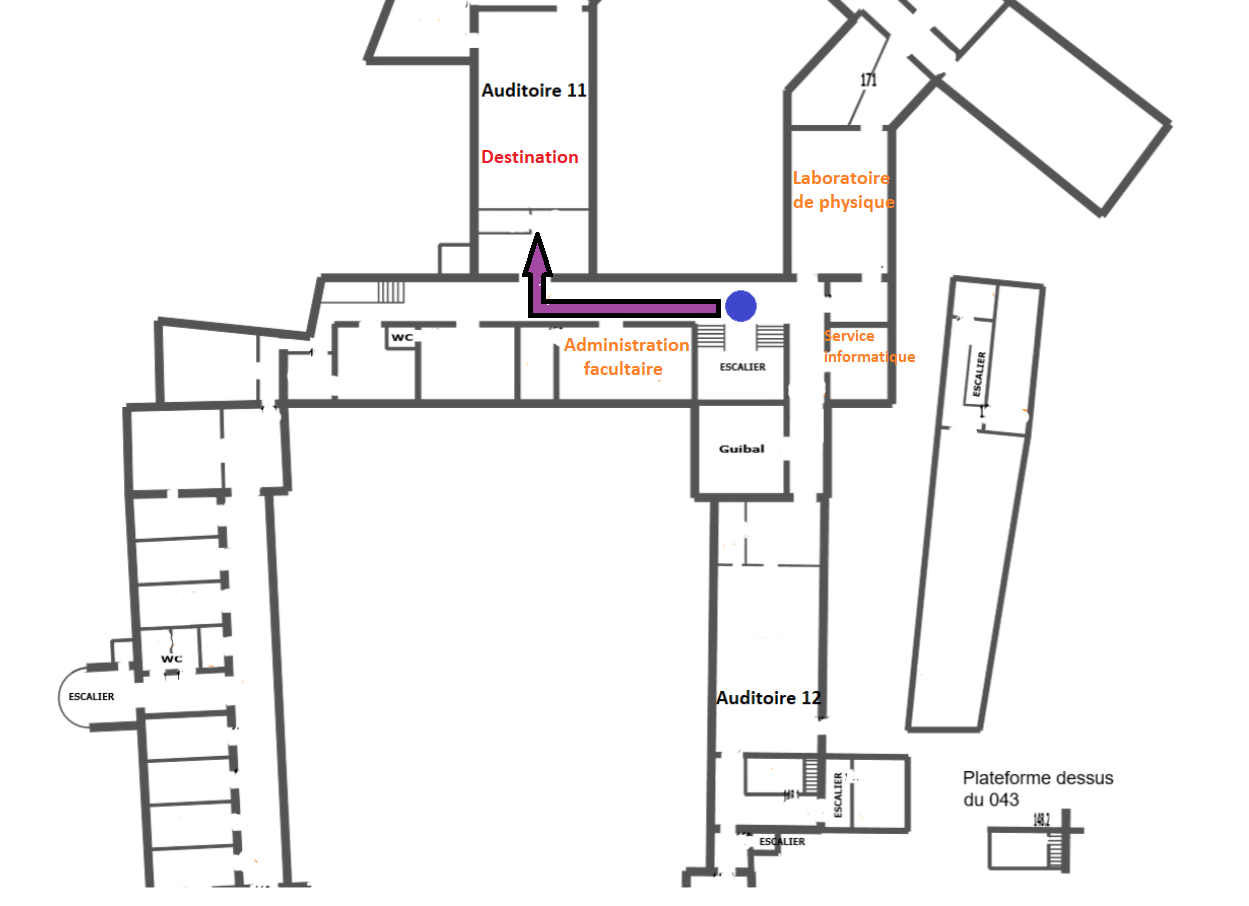 Auditoire 11
171
Destination
Laboratoire
de physique
WC
Administration
facultaire
ESCALIER
Service
informatique
ESCALIER
Guibal
WC
ESCALIER
Auditoire 12
ESCALIER
Plateforme dessus
du 043
148.2
ESCALIER